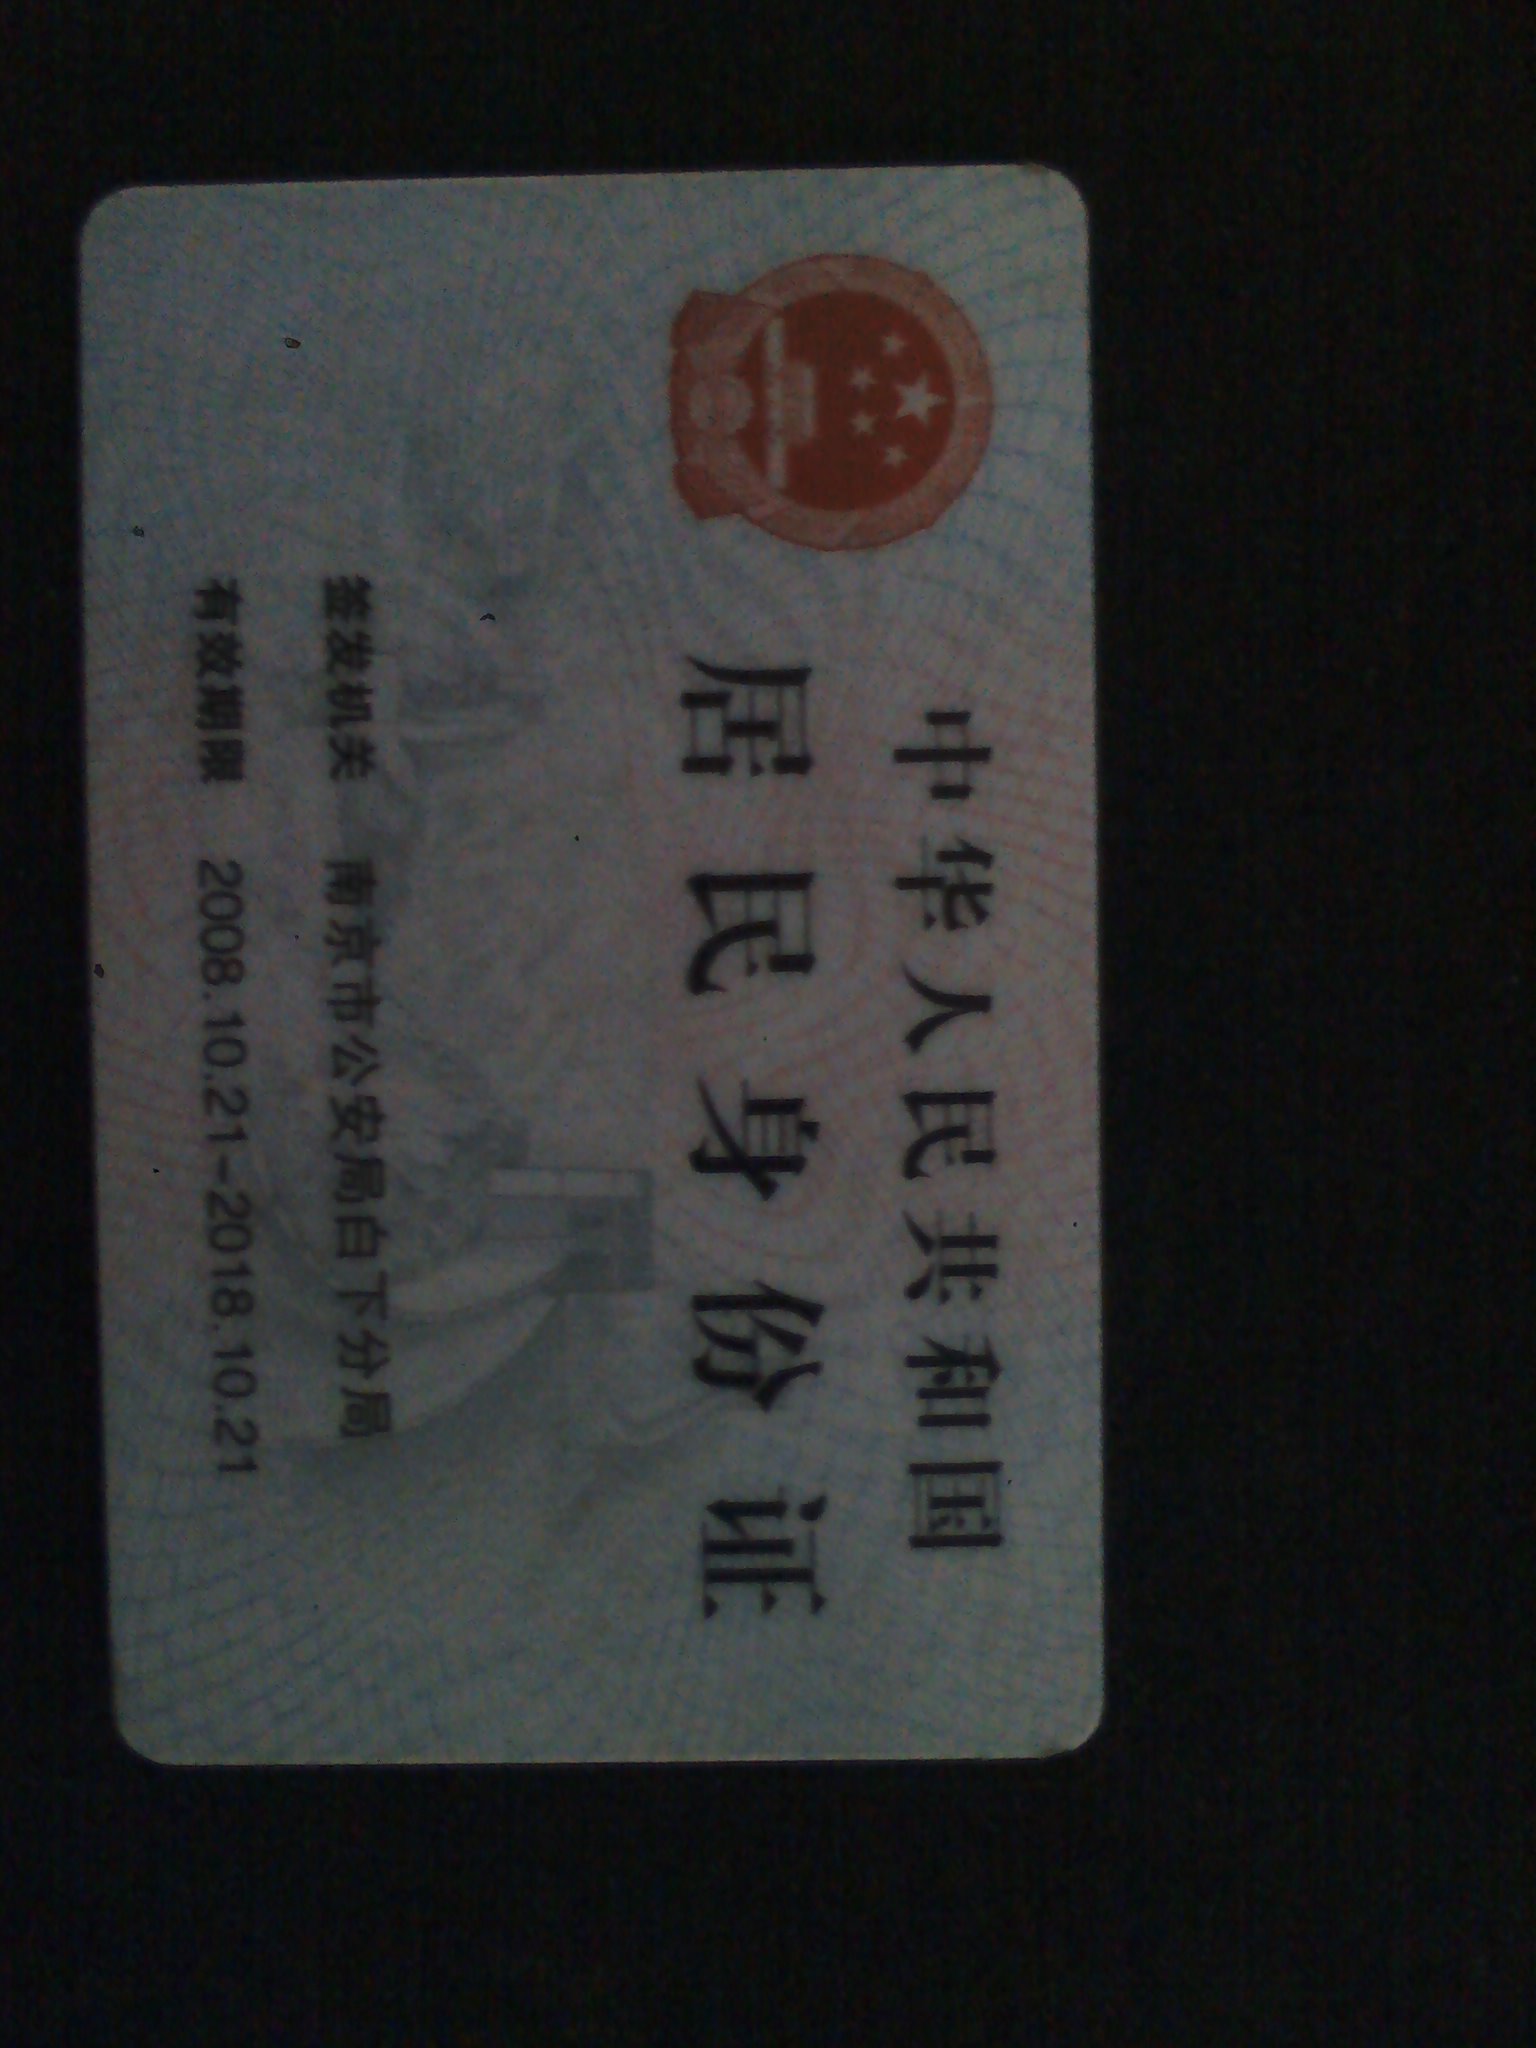 中华人民共和国
居民身份证
签发机关 南京市公安局白下分局
有效期限 2008.10.21-2018.10.21